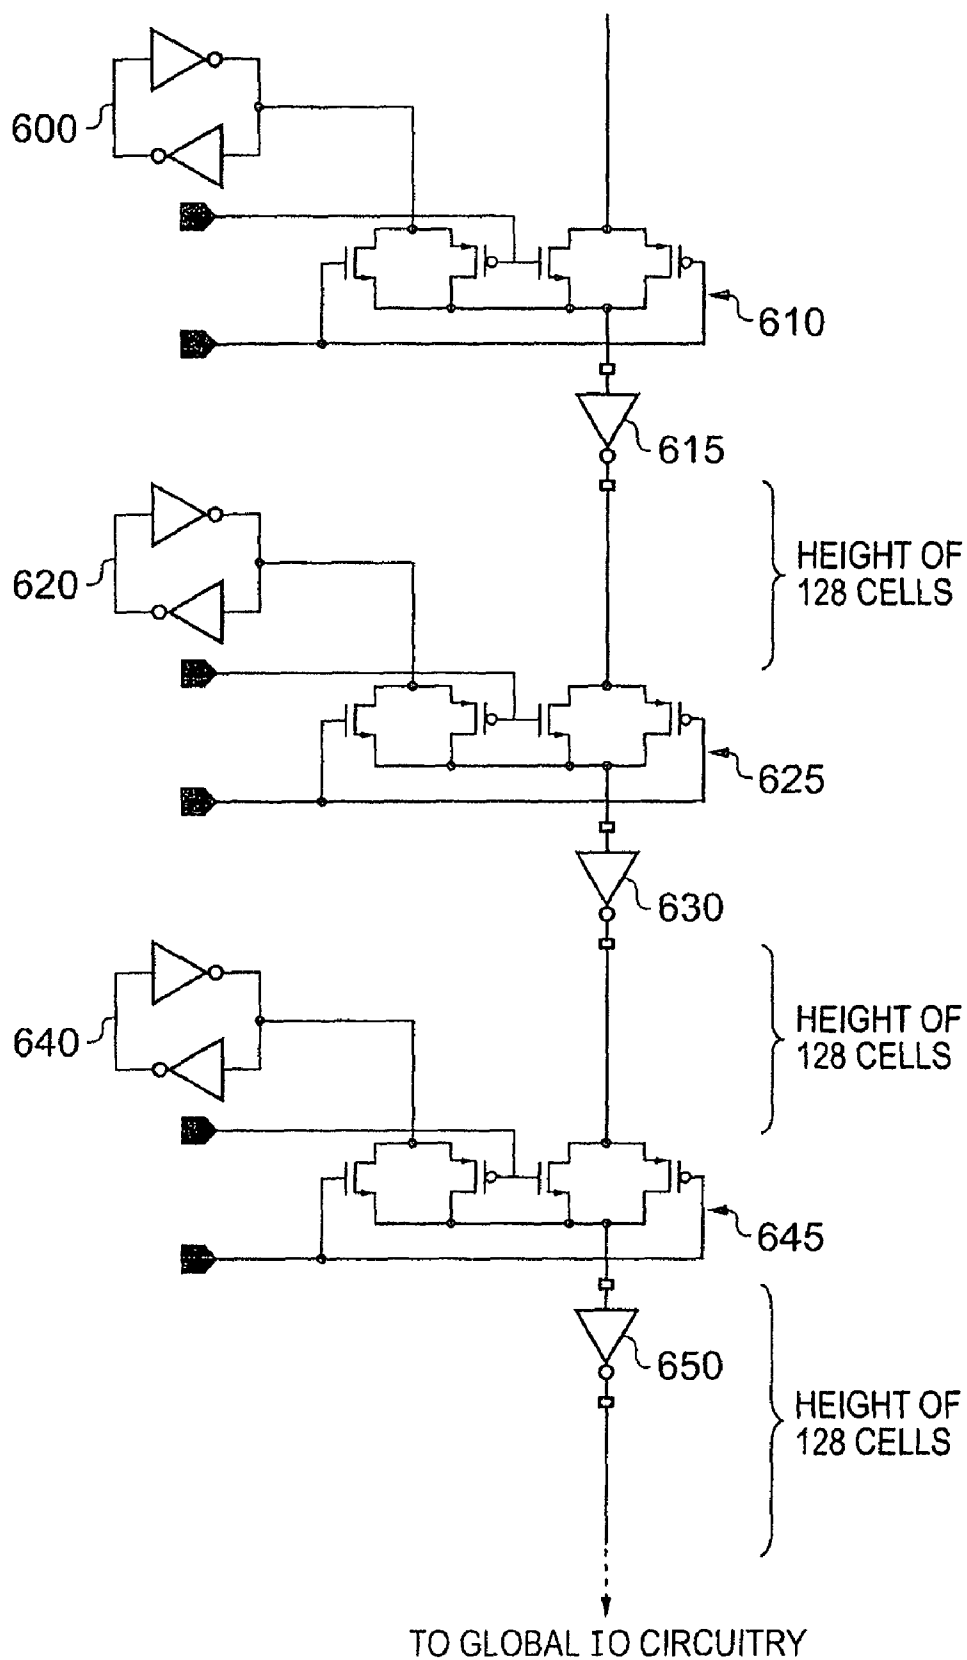 600
610
615
620
HEIGHT OF
128 CELLS
625
630
640
HEIGHT OF
128 CELLS
645
650
HEIGHT OF
128 CELLS
TO GLOBAL IO CIRCUITRY